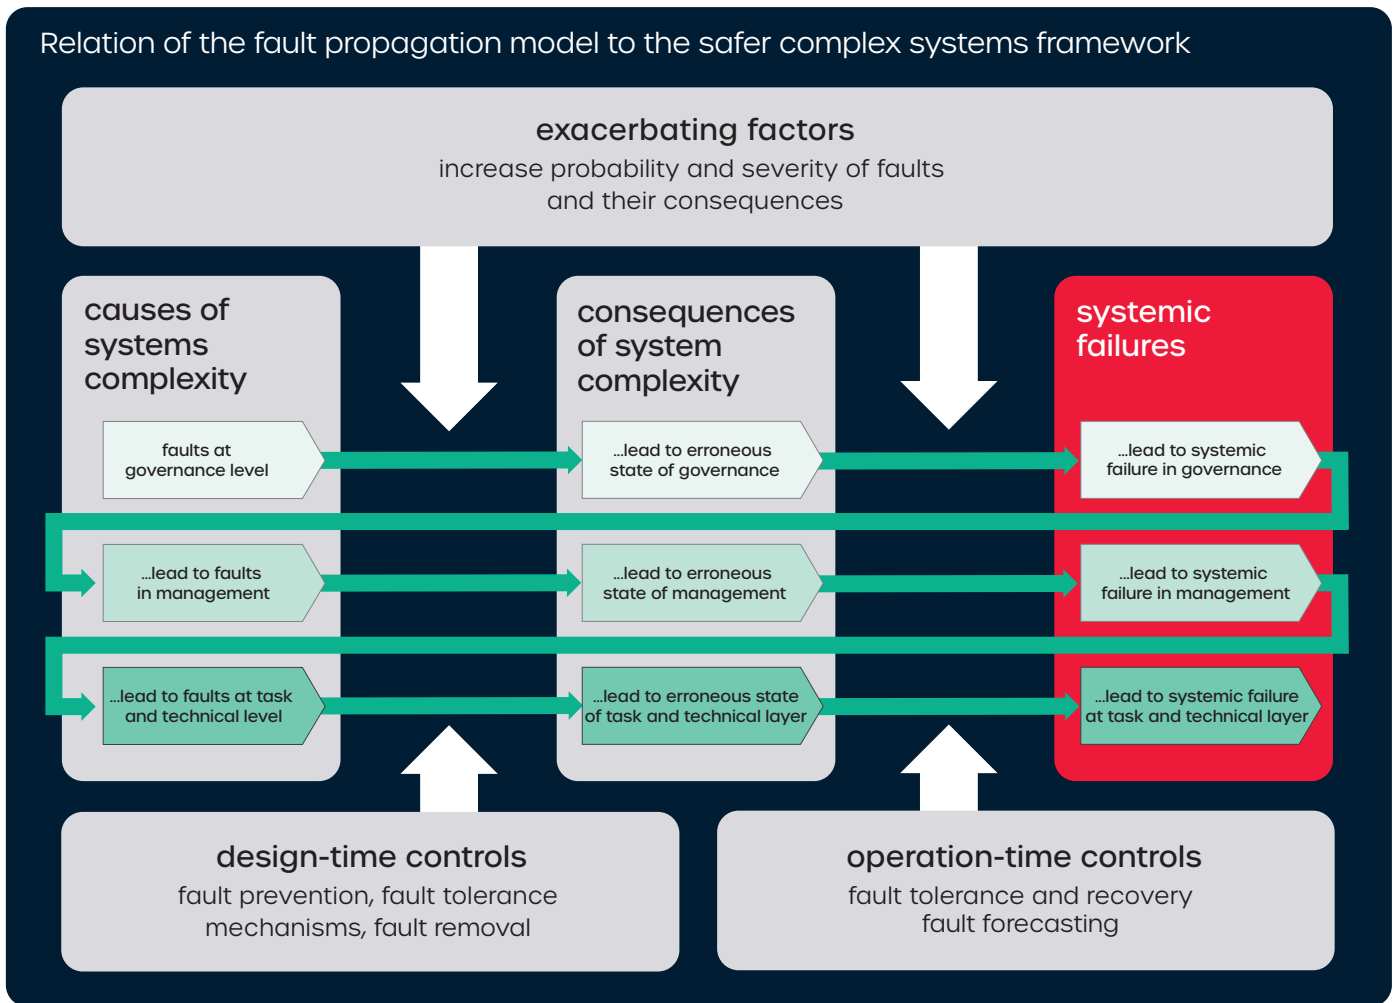 Relation of the fault propagation model to the safer complex systems framework
exacerbating factors
increase probability and severity of faults
and their consequences
causes of
systems
complexity
consequences
of system
complexity
systemic
failures
faults at
governance level
...lead to erroneous
state of governance
...lead to systemic
failure in governance
...lead to faults
in management
...lead to erroneous
state of management
...lead to systemic
failure in management
...lead to faults at task
and technical level
...lead to erroneous state
of task and technical layer
...lead to systemic failure
at task and technical layer
design-time controls
fault prevention, fault tolerance
mechanisms, fault removal
operation-time controls
fault tolerance and recovery
fault forecasting